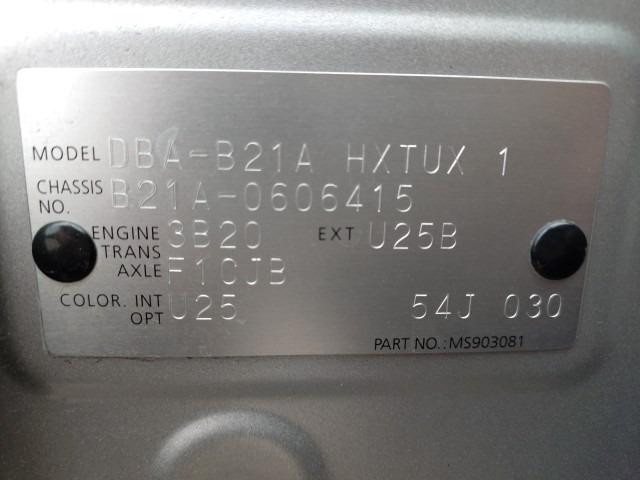 MODEL DBA-B21A HXTUX 1
CHASSIS NO. B21A-0606415
ENGINE 3B20 EXT U25B
TRANS AXLE F1CJB
COLOR. INT U25 54J 030
OPT
PART NO.: MS903081